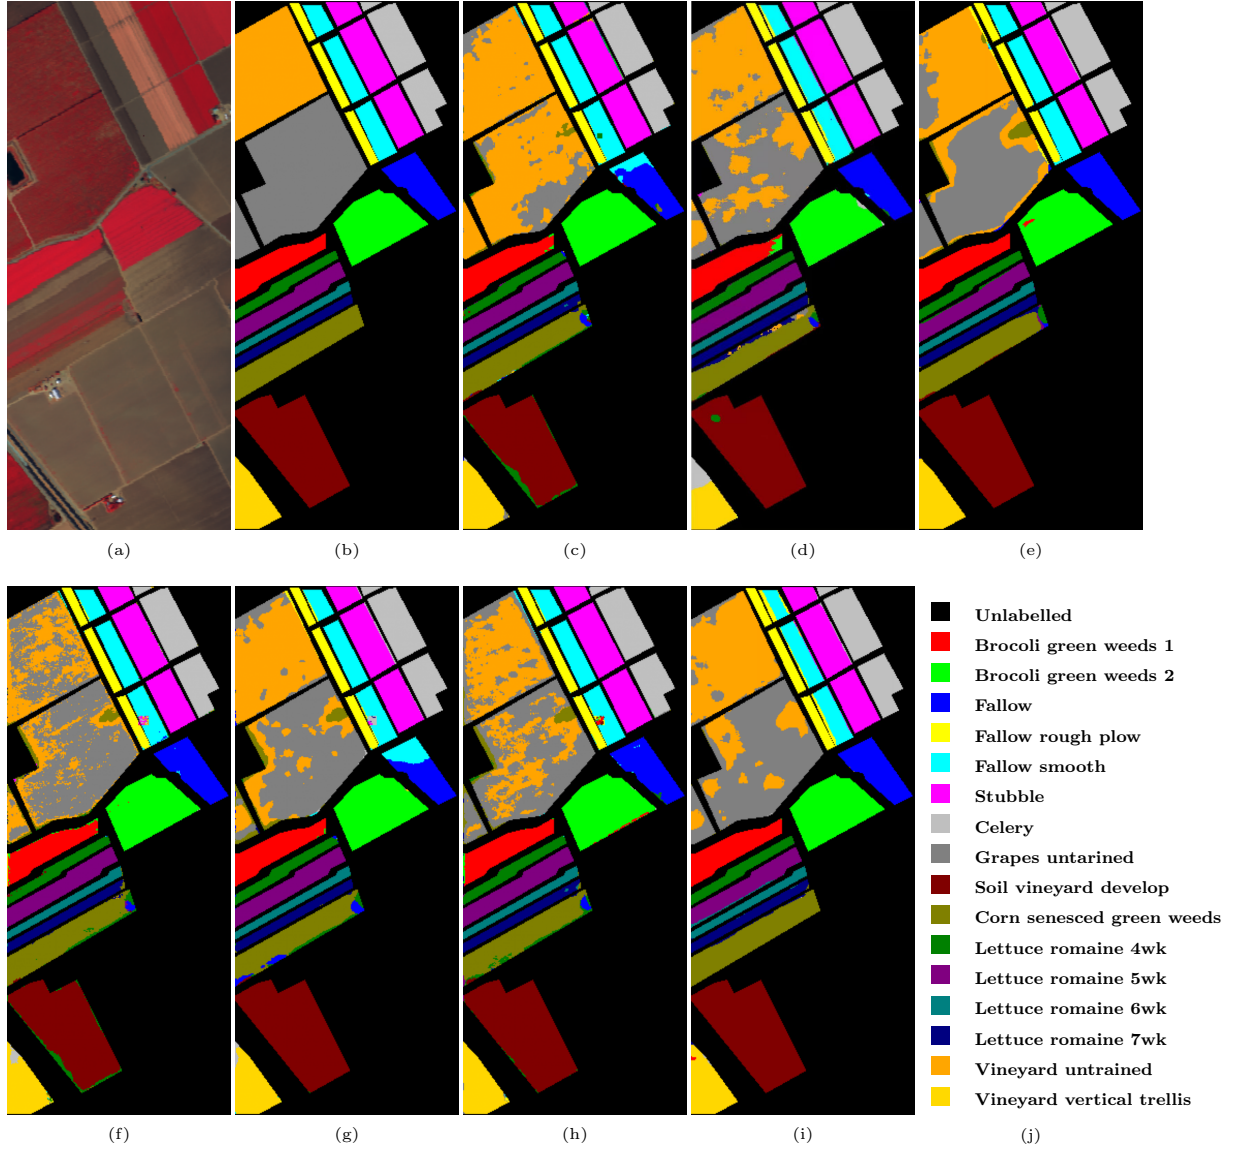 (a)
(b)
(c)
(d)
(e)
Unlabelled
Brocoli green weeds 1
Brocoli green weeds 2
Fallow
Fallow rough plow
Fallow smooth
Stubble
Celery
Grapes untarined
Soil vineyard develop
Corn senesced green weeds
Lettuce romaine 4wk
Lettuce romaine 5wk
Lettuce romaine 6wk
Lettuce romaine 7wk
Vineyard untrained
Vineyard vertical trellis
(f)
(g)
(h)
(i)
(j)